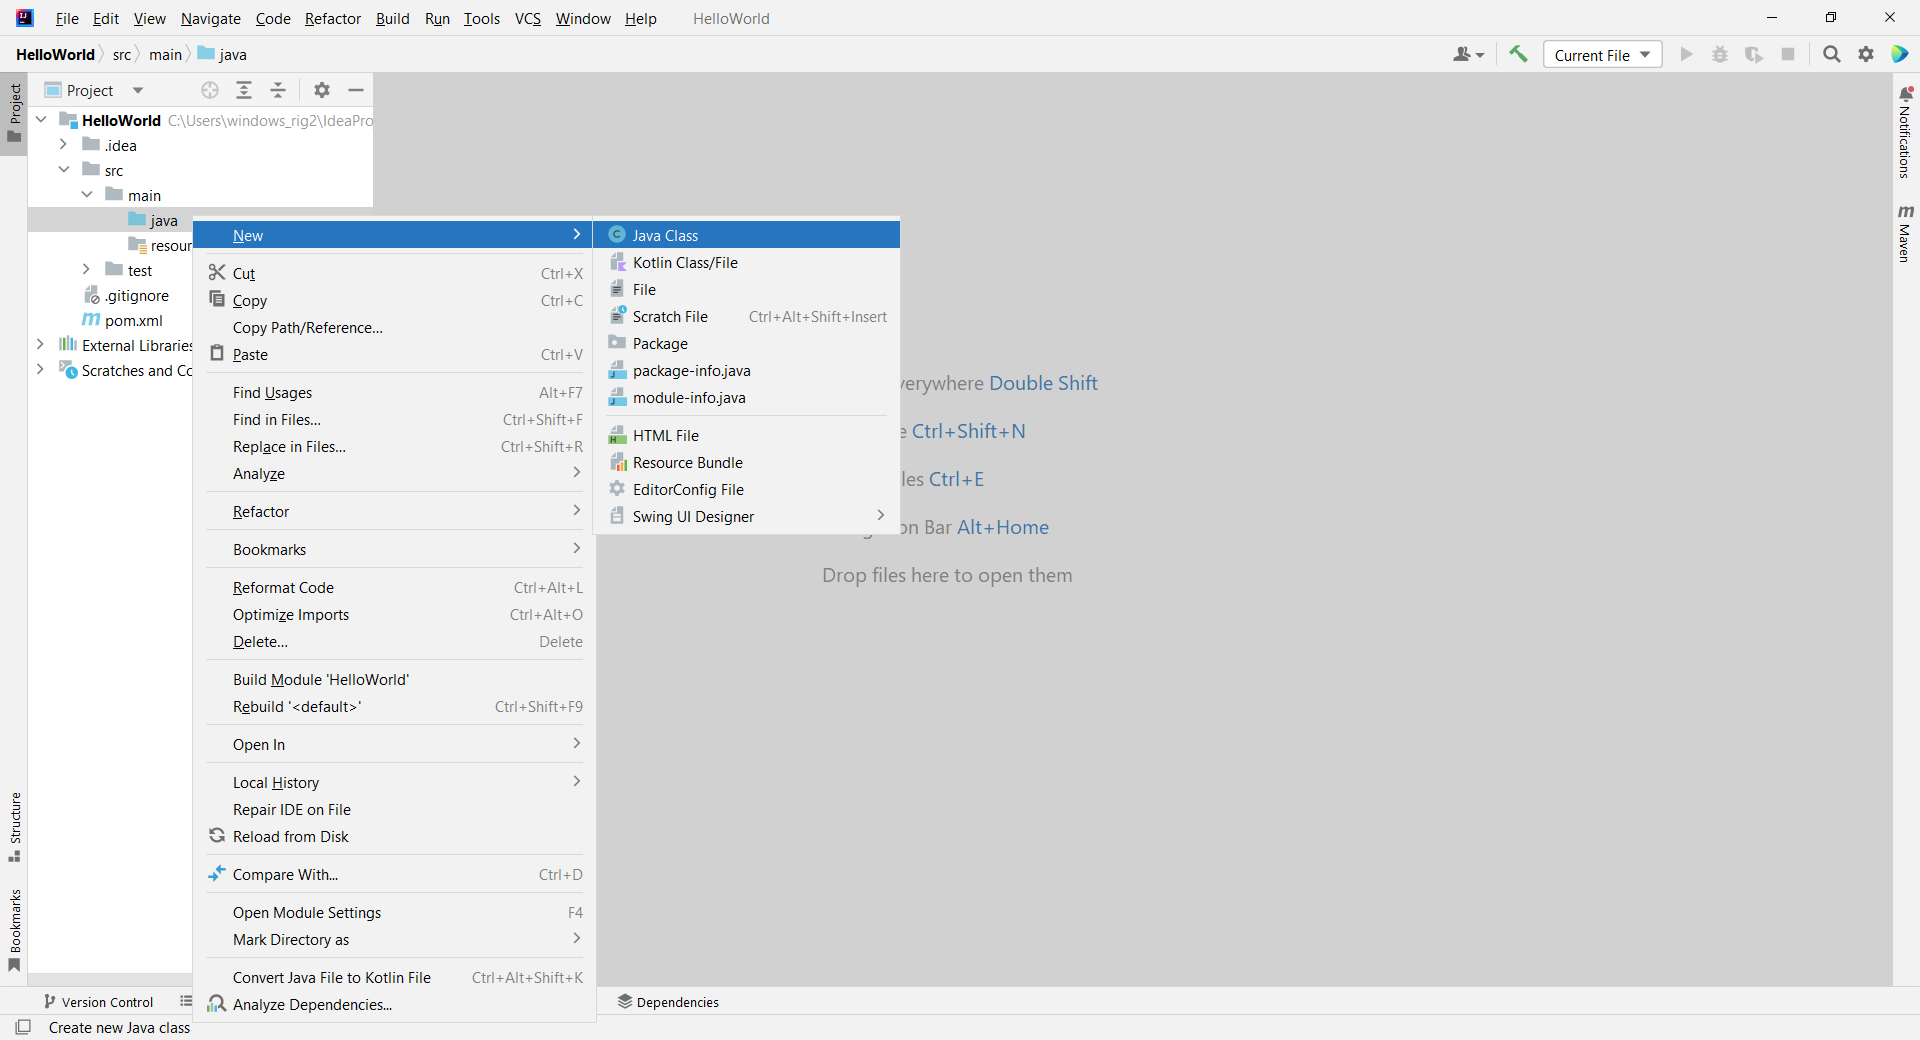 File Edit View Navigate Code Refactor Build Run Tools VCS Window Help HelloWorld
HelloWorld src main java
Current File
Project
Project
HelloWorld C:\Users\windows_rig2\IdeaPro
.idea
src
main
java
resour
test
.gitignore
pom.xml
External Libraries
Scratches and Co
New
Cut Ctrl+X
Copy Ctrl+C
Copy Path/Reference...
Paste Ctrl+V
Find Usages Alt+F7
Find in Files... Ctrl+Shift+F
Replace in Files... Ctrl+Shift+R
Analyze
Refactor
Bookmarks
Reformat Code Ctrl+Alt+L
Optimize Imports Ctrl+Alt+O
Delete... Delete
Build Module 'HelloWorld'
Rebuild '<default>' Ctrl+Shift+F9
Open In
Local History
Repair IDE on File
Reload from Disk
Compare With... Ctrl+D
Open Module Settings F4
Mark Directory as
Convert Java File to Kotlin File Ctrl+Alt+Shift+K
Analyze Dependencies...
Java Class
Kotlin Class/File
File
Scratch File Ctrl+Alt+Shift+Insert
Package
package-info.java
module-info.java
HTML File
Resource Bundle
EditorConfig File
Swing UI Designer
verywhere Double Shift
e Ctrl+Shift+N
les Ctrl+E
on Bar Alt+Home
Drop files here to open them
Notifications
Maven
Structure
Bookmarks
Version Control
Dependencies
Create new Java class